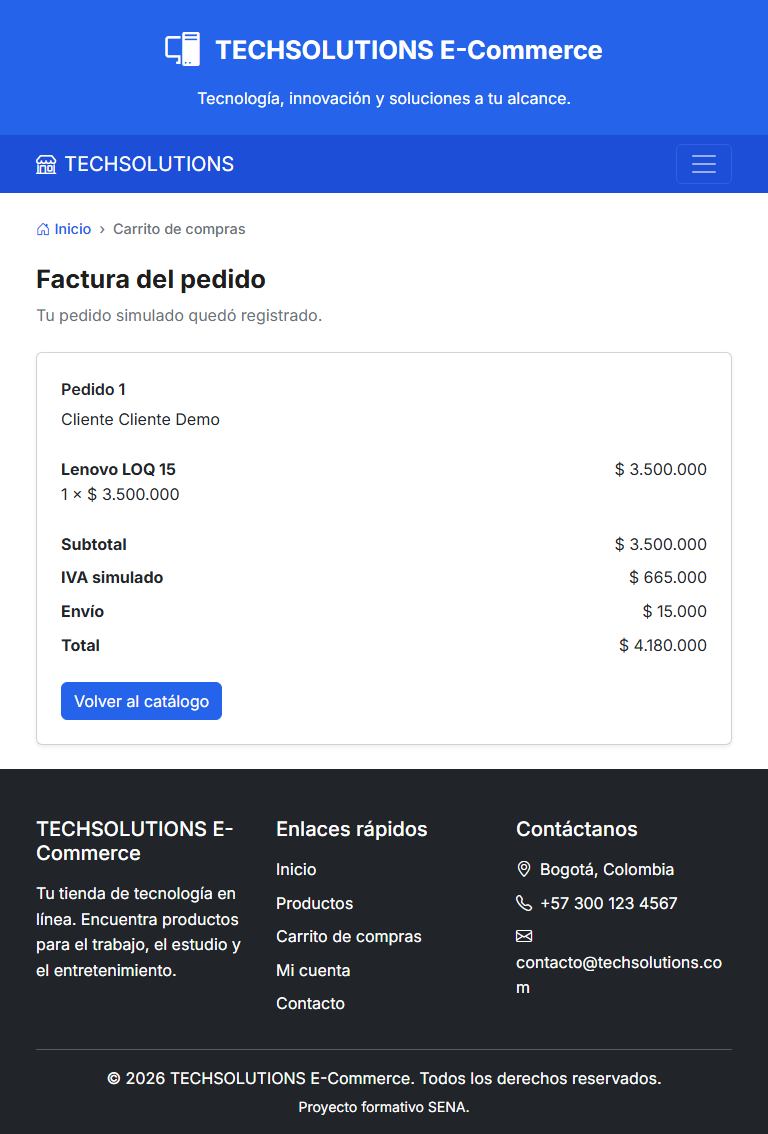 TECHSOLUTIONS E-Commerce
Tecnología, innovación y soluciones a tu alcance.
TECHSOLUTIONS
Inicio › Carrito de compras
Factura del pedido
Tu pedido simulado quedó registrado.
Pedido 1
Cliente Cliente Demo
Lenovo LOQ 15 $ 3.500.000
1 × $ 3.500.000
Subtotal $ 3.500.000
IVA simulado $ 665.000
Envío $ 15.000
Total $ 4.180.000
Volver al catálogo
TECHSOLUTIONS E-
Commerce
Tu tienda de tecnología en
línea. Encuentra productos
para el trabajo, el estudio y
el entretenimiento.
Enlaces rápidos
Inicio
Productos
Carrito de compras
Mi cuenta
Contacto
Contáctanos
Bogotá, Colombia
+57 300 123 4567
contacto@techsolutions.co
m
© 2026 TECHSOLUTIONS E-Commerce. Todos los derechos reservados.
Proyecto formativo SENA.